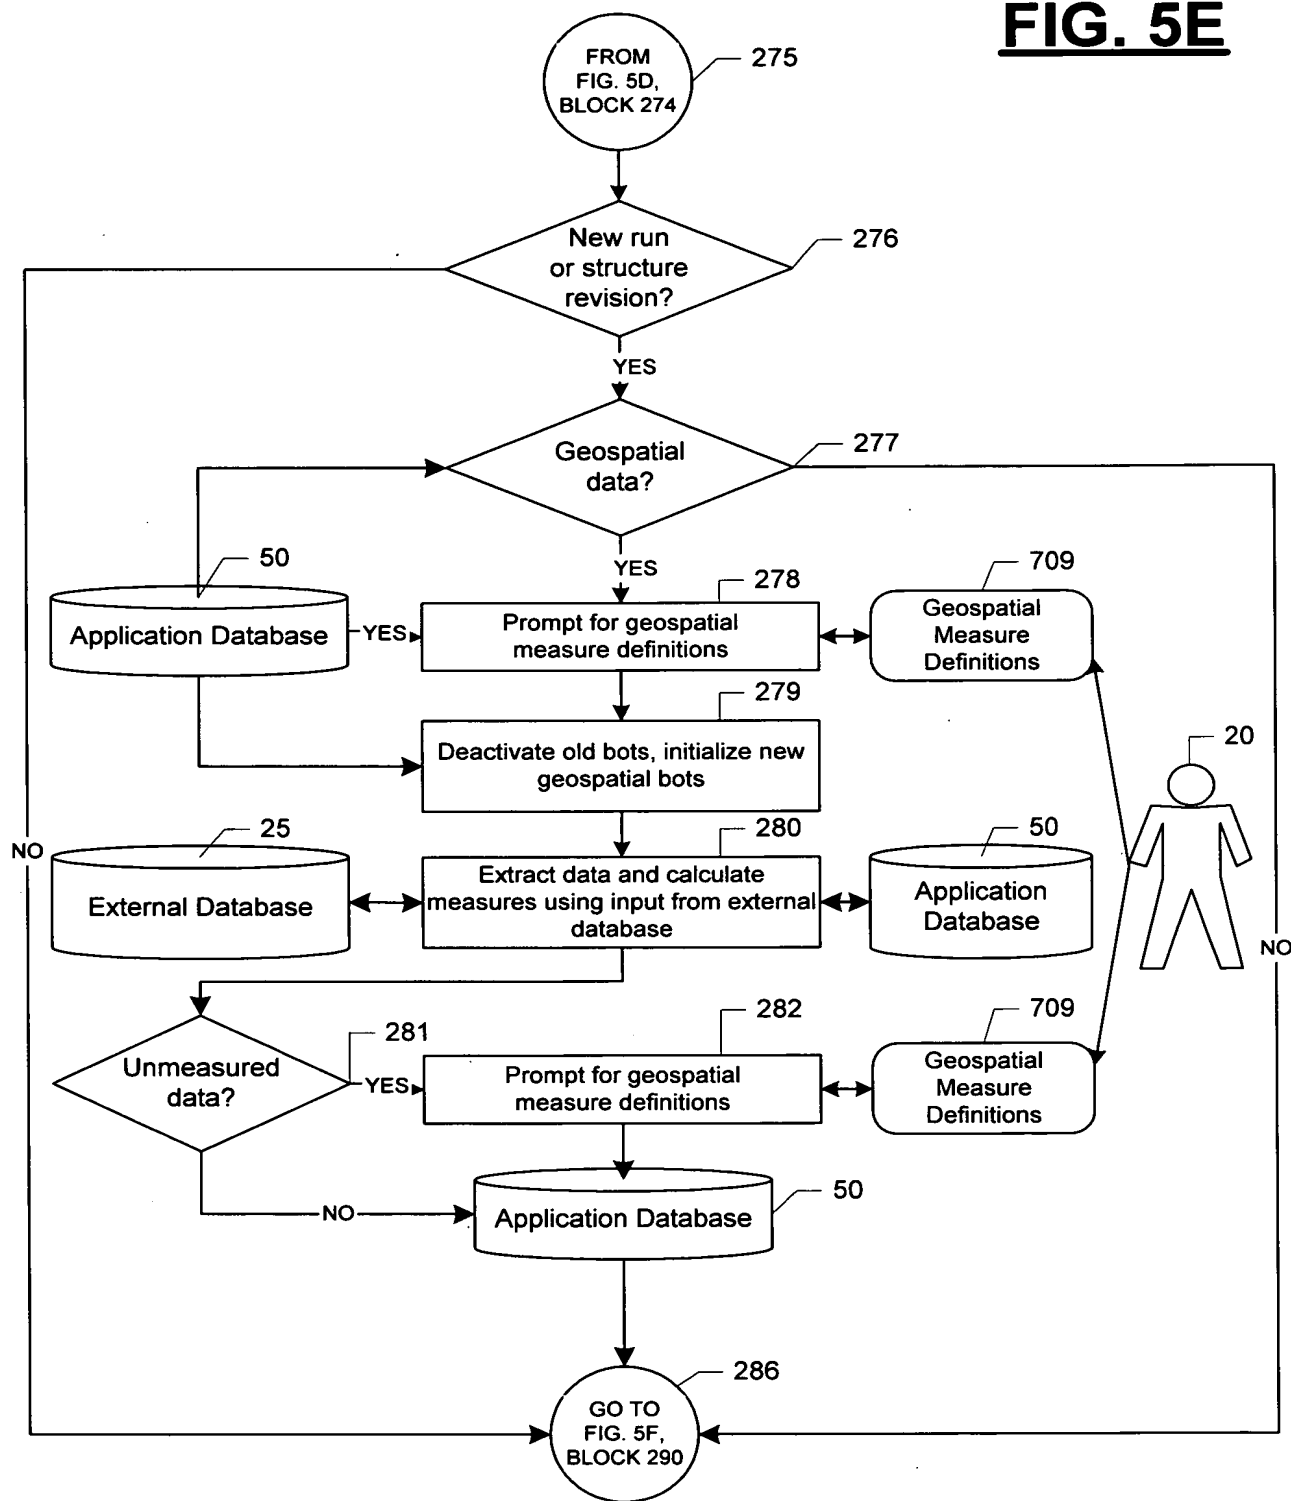 FIG. 5E
FROM
FIG. 5D,
BLOCK 274
275
New run
or structure
revision?
276
YES
Geospatial
data?
277
YES
50
Application Database
YES
278
Prompt for geospatial
measure definitions
709
Geospatial
Measure
Definitions
279
Deactivate old bots, initialize new
geospatial bots
20
NO
25
External Database
280
Extract data and calculate
measures using input from external
database
50
Application
Database
NO
281
Unmeasured
data?
YES
282
Prompt for geospatial
measure definitions
709
Geospatial
Measure
Definitions
NO
50
Application Database
286
GO TO
FIG. 5F,
BLOCK 290